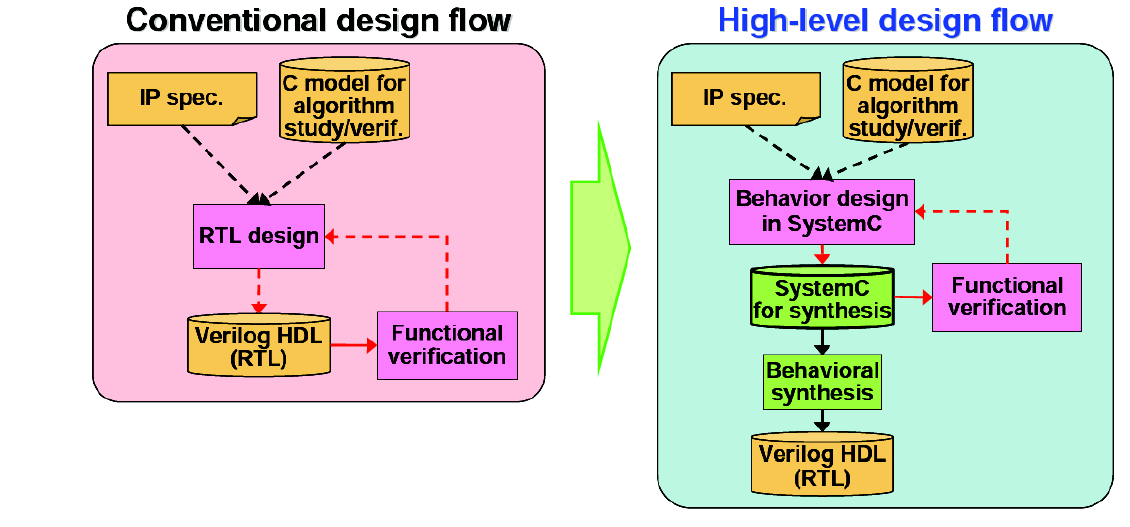 Conventional design flow
IP spec.
C model for
algorithm
study/verif.
RTL design
Verilog HDL
(RTL)
Functional
verification
High-level design flow
IP spec.
C model for
algorithm
study/verif.
Behavior design
in SystemC
SystemC
for synthesis
Functional
verification
Behavioral
synthesis
Verilog HDL
(RTL)